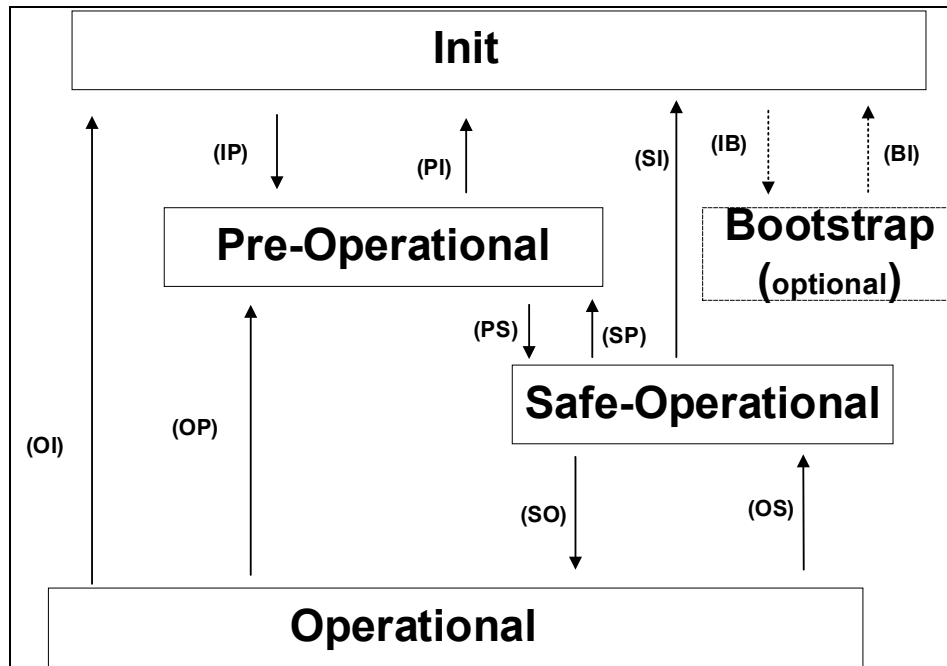 Init
(IP)
(PI)
(SI)
(IB)
(BI)
Pre-Operational
Bootstrap
(optional)
(PS)
(SP)
Safe-Operational
(OI)
(OP)
(SO)
(OS)
Operational